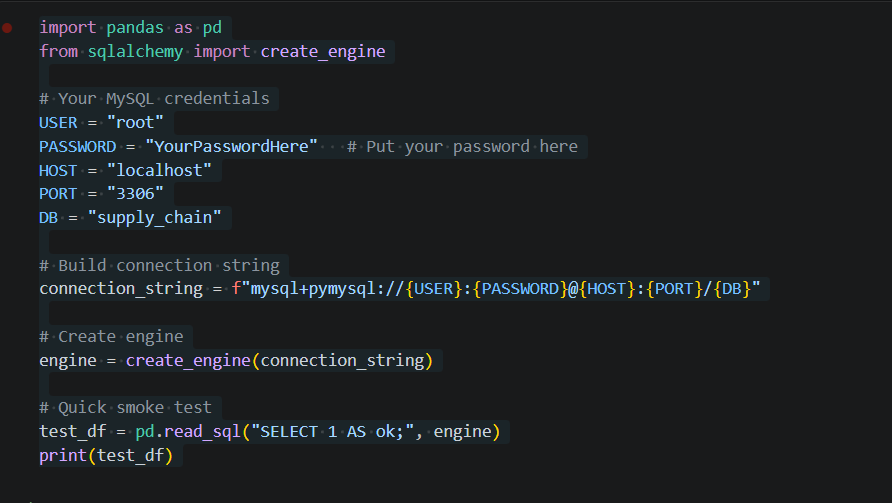 import pandas as pd
from sqlalchemy import create_engine
# Your MySQL credentials
USER = "root"
PASSWORD = "YourPasswordHere"   # Put your password here
HOST = "localhost"
PORT = "3306"
DB = "supply_chain"
# Build connection string
connection_string = f"mysql+pymysql://{USER}:{PASSWORD}@{HOST}:{PORT}/{DB}"
# Create engine
engine = create_engine(connection_string)
# Quick smoke test
test_df = pd.read_sql("SELECT 1 AS ok;", engine)
print(test_df)